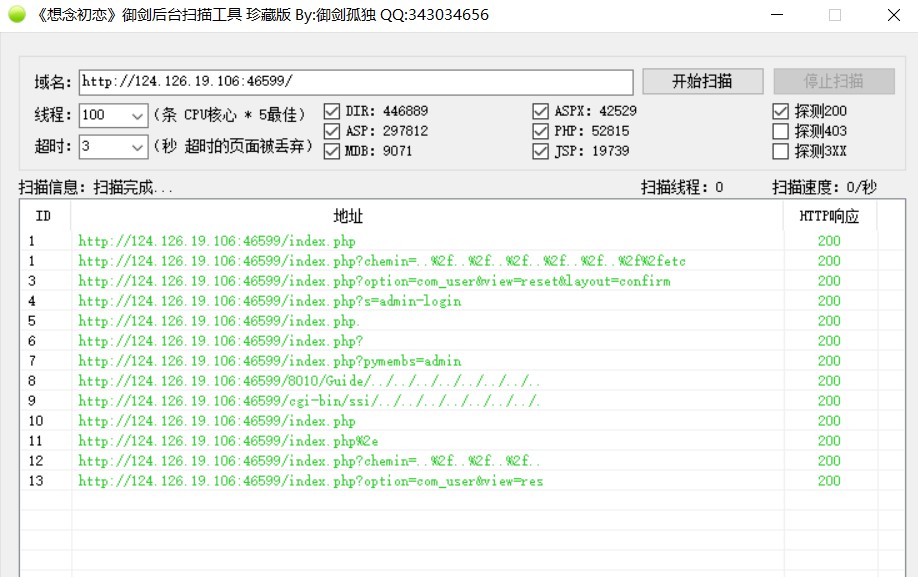 《想念初恋》御剑后台扫描工具 珍藏版 By:御剑孤独 QQ:343034656
域名: http://124.126.19.106:46599/ 开始扫描 停止扫描
线程: 100 (条 CPU核心 * 5最佳) DIR: 446889 ASPX: 42529 探测200
ASP: 297812 PHP: 52815 探测403
超时: 3 (秒 超时的页面被丢弃) MDB: 9071 JSP: 19739 探测3XX
扫描信息: 扫描完成... 扫描线程: 0 扫描速度: 0/秒
ID 地址 HTTP响应
1 http://124.126.19.106:46599/index.php 200
1 http://124.126.19.106:46599/index.php?chemin=..%2f..%2f..%2f..%2f..%2f..%2f%2fetc 200
3 http://124.126.19.106:46599/index.php?option=com_user&view=reset&layout=confirm 200
4 http://124.126.19.106:46599/index.php?s=admin-login 200
5 http://124.126.19.106:46599/index.php. 200
6 http://124.126.19.106:46599/index.php? 200
7 http://124.126.19.106:46599/index.php?pymembs=admin 200
8 http://124.126.19.106:46599/8010/Guide/../../../../../../../.. 200
9 http://124.126.19.106:46599/cgi-bin/ssi/../../../../../../../. 200
10 http://124.126.19.106:46599/index.php 200
11 http://124.126.19.106:46599/index.php%2e 200
12 http://124.126.19.106:46599/index.php?chemin=..%2f..%2f..%2f.. 200
13 http://124.126.19.106:46599/index.php?option=com_user&view=res 200